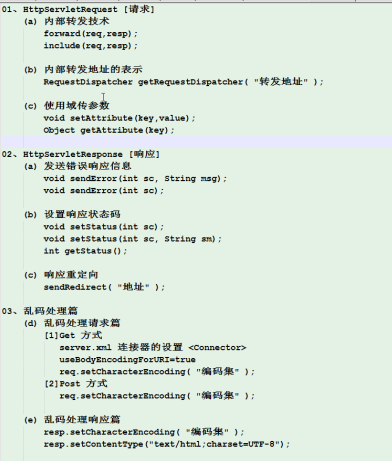 01、HttpServletRequest [请求]
(a) 内部转发技术
forward(req,resp);
include(req,resp);
(b) 内部转发地址的表示
RequestDispatcher getRequestDispatcher( "转发地址" );
(c) 使用域传参数
void setAttribute(key,value);
Object getAttribute(key);
02、HttpServletResponse [响应]
(a) 发送错误响应信息
void sendError(int sc, String msg);
void sendError(int sc);
(b) 设置响应状态码
void setStatus(int sc);
void setStatus(int sc, String sm);
int getStatus();
(c) 响应重定向
sendRedirect( "地址" );
03、乱码处理篇
(d) 乱码处理请求篇
[1]Get 方式
server.xml 连接器的设置 <Connector>
useBodyEncodingForURI=true
req.setCharacterEncoding( "编码集" );
[2]Post 方式
req.setCharacterEncoding( "编码集" );
(e) 乱码处理响应篇
resp.setCharacterEncoding( "编码集" );
resp.setContentType("text/html;charset=UTF-8");